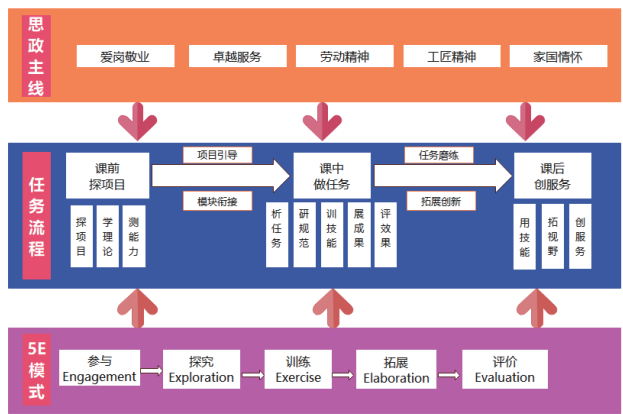 思政主线
爱岗敬业
卓越服务
劳动精神
工匠精神
家国情怀
任务流程
课前
探项目
项目引导
模块衔接
课中
做任务
任务磨练
拓展创新
课后
创服务
探项目
学理论
测能力
析任务
研规范
训技能
展成果
评效果
用技能
拓视野
创服务
5E模式
参与
Engagement
探究
Exploration
训练
Exercise
拓展
Elaboration
评价
Evaluation